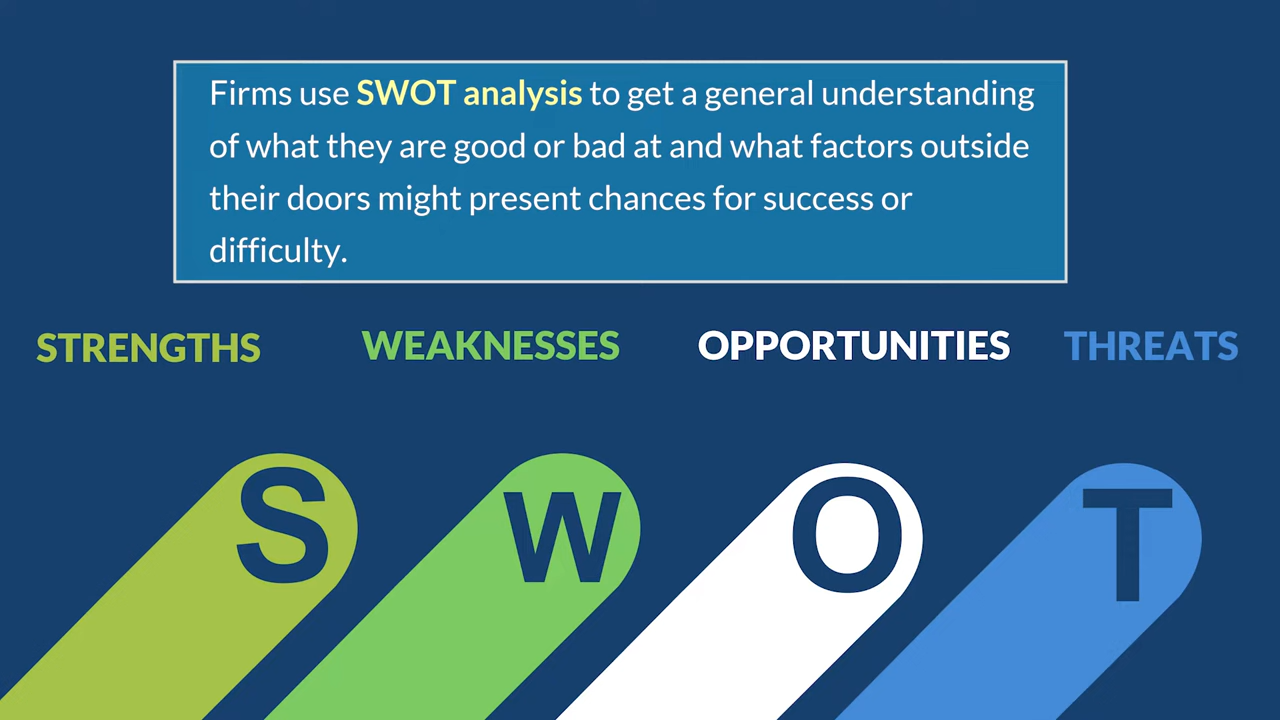 Firms use SWOT analysis to get a general understanding
of what they are good or bad at and what factors outside
their doors might present chances for success or
difficulty.
STRENGTHS WEAKNESSES OPPORTUNITIES THREATS
S W O T